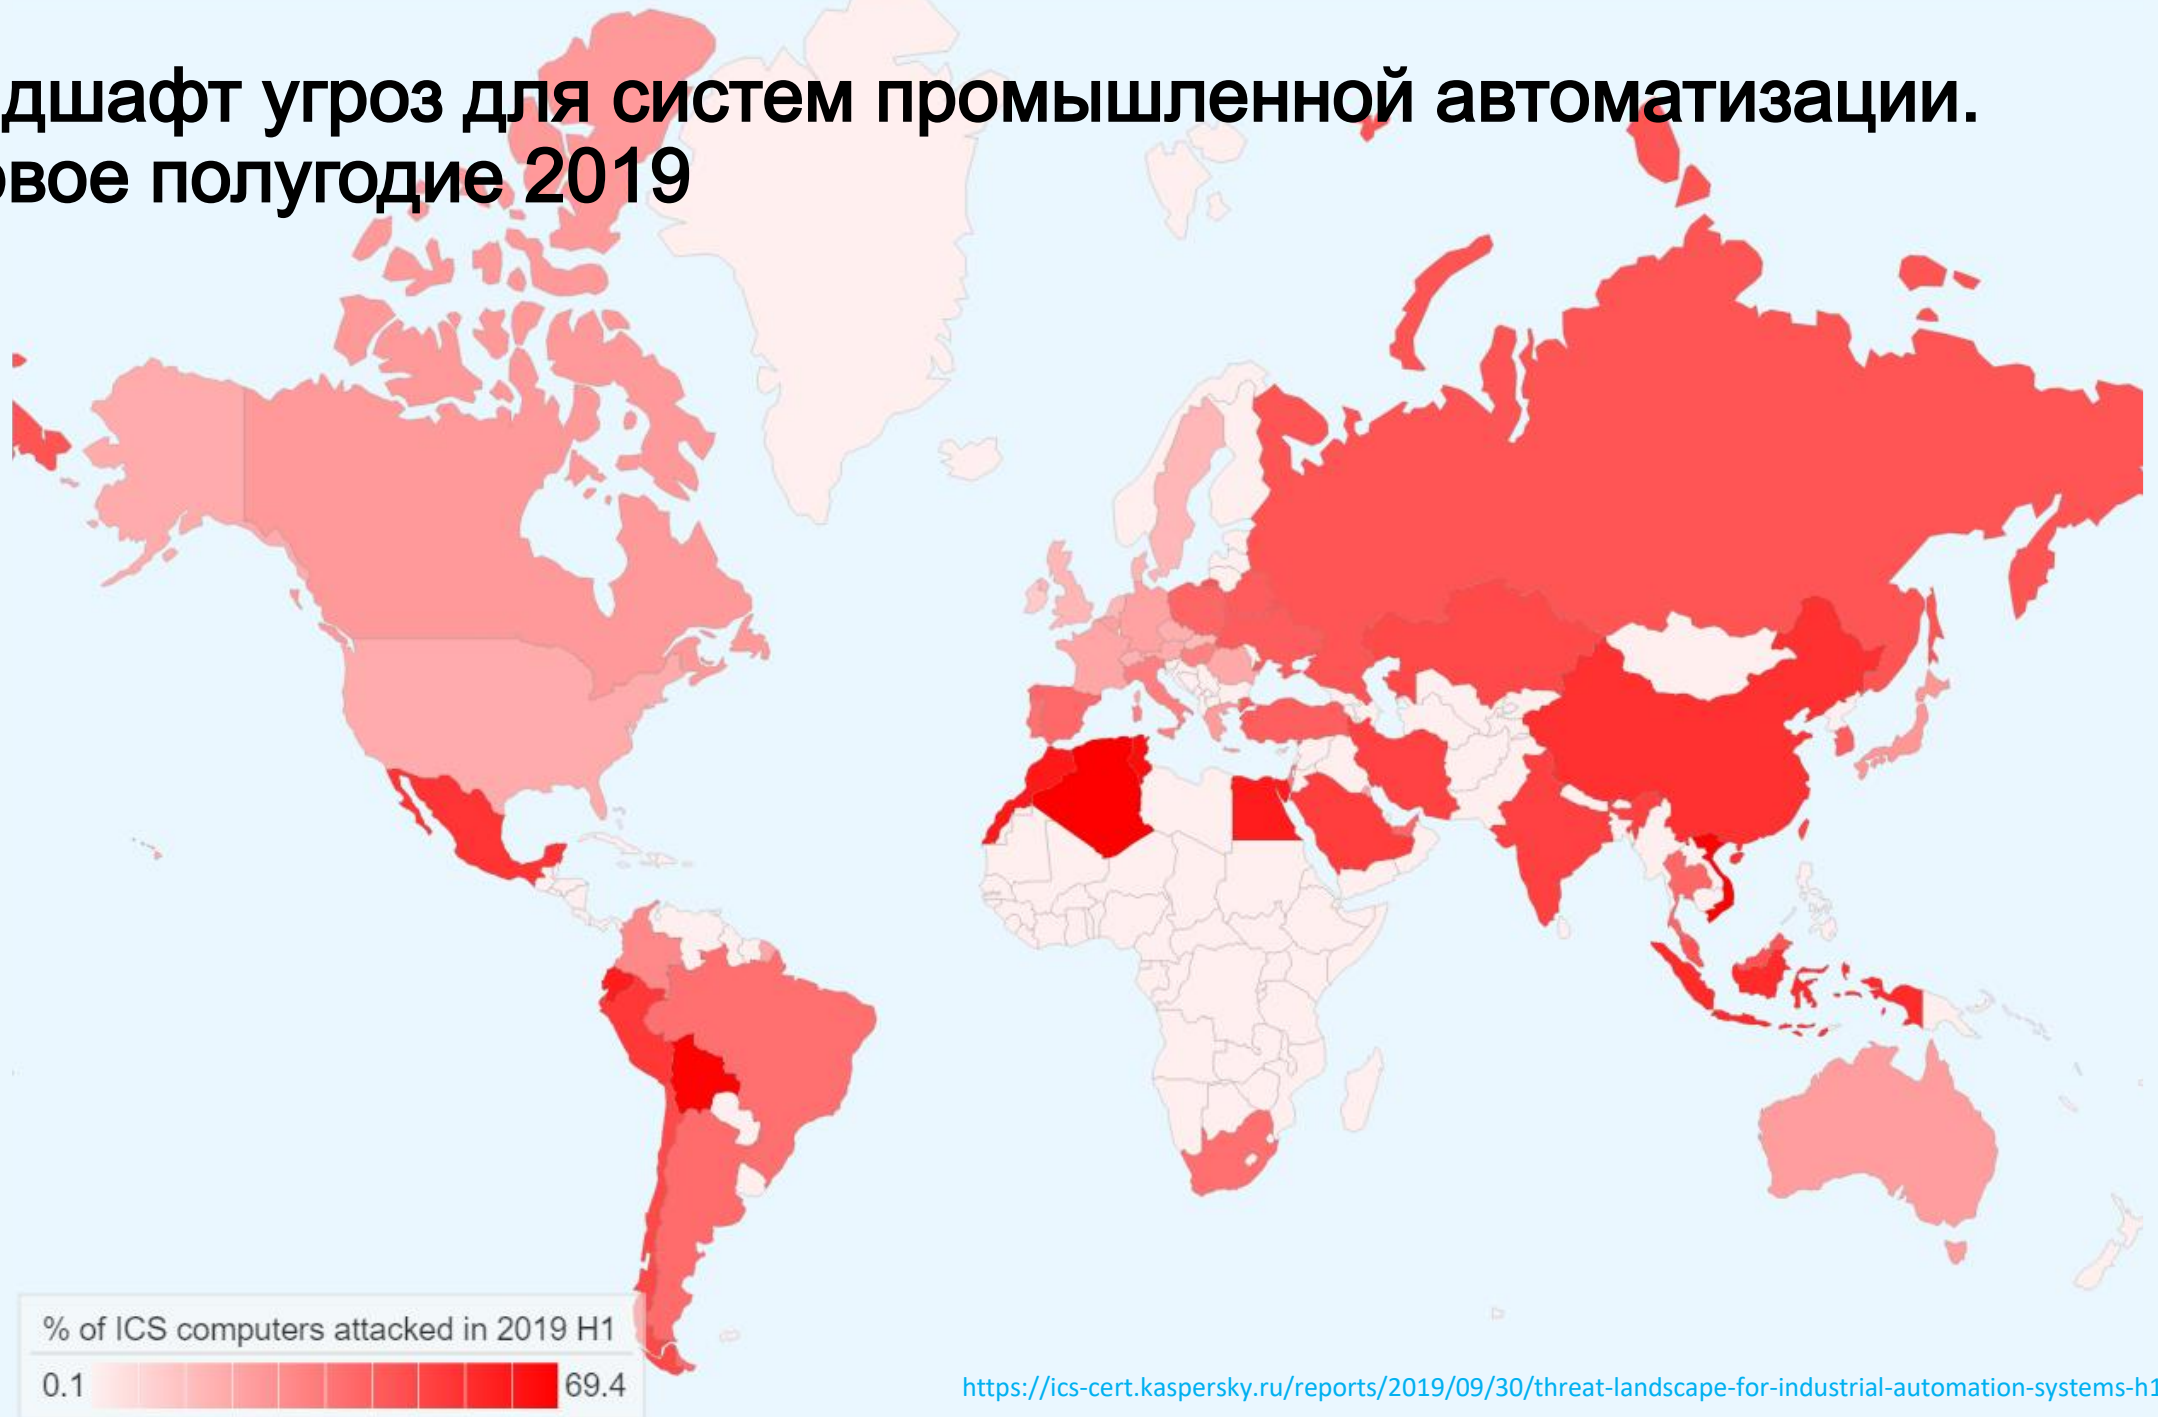 дшафт угроз для систем промышленной автоматизации.
овое полугодие 2019
% of ICS computers attacked in 2019 H1
0.1 69.4
https://ics-cert.kaspersky.ru/reports/2019/09/30/threat-landscape-for-industrial-automation-systems-h1